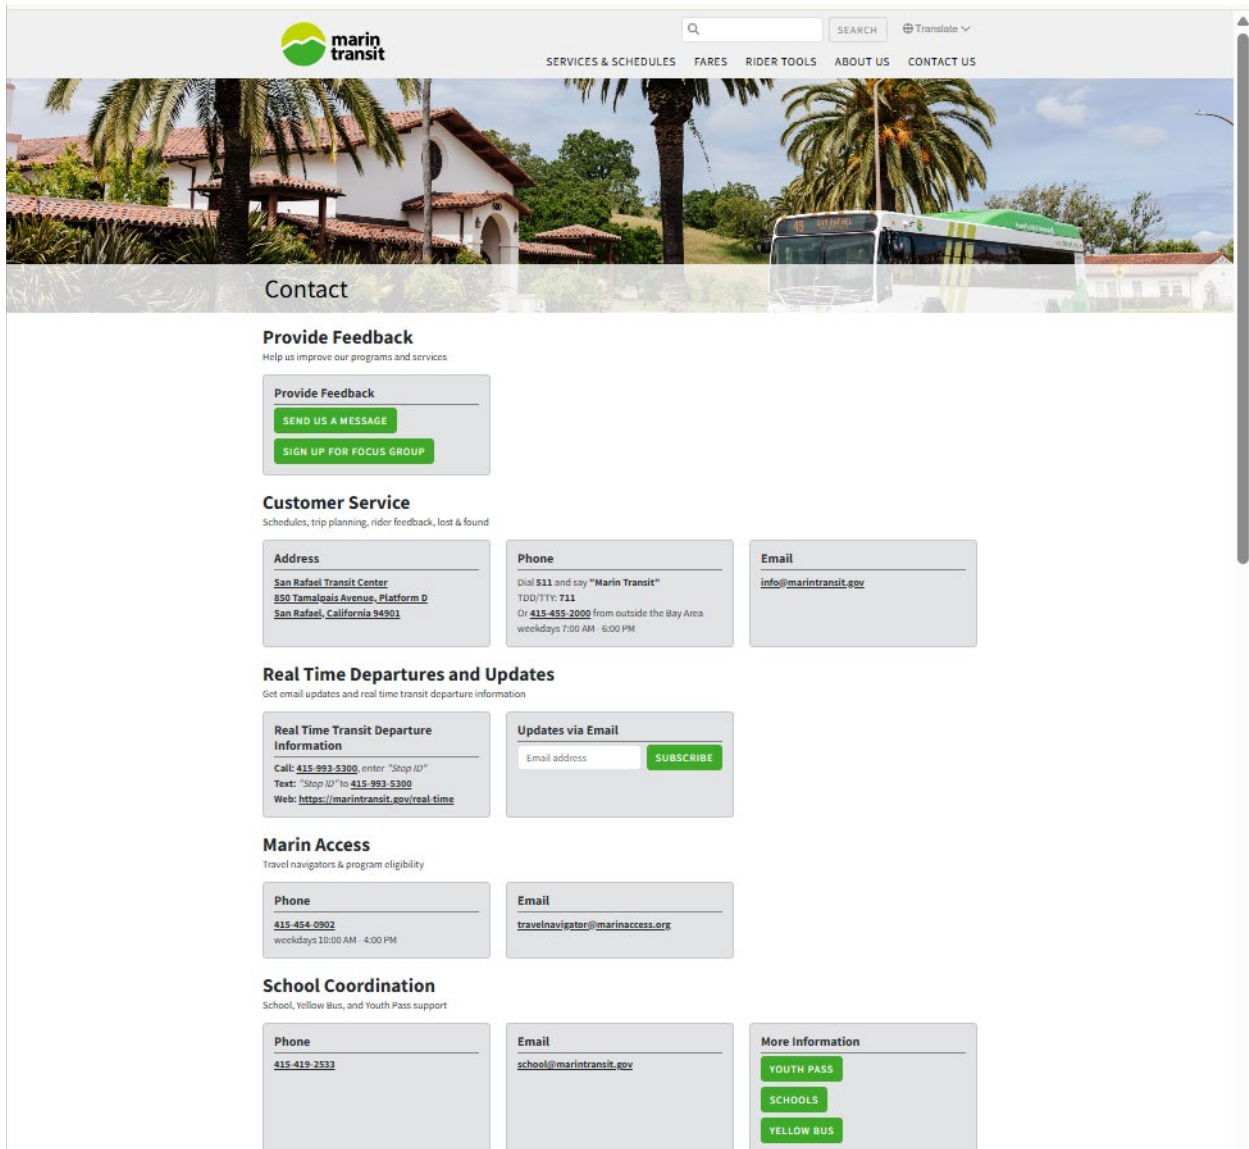 marin
transit
SEARCH
Translate
SERVICES & SCHEDULES FARES RIDER TOOLS ABOUT US CONTACT US
49
Contact
Provide Feedback
Help us improve our programs and services
Provide Feedback
SEND US A MESSAGE
SIGN UP FOR FOCUS GROUP
Customer Service
Schedules, trip planning, rider feedback, lost & found
Address
San Rafael Transit Center
850 Tamalpais Avenue, Platform D
San Rafael, California 94901
Phone
Dial 511 and say "Marin Transit"
TDD/TTY: 711
Or 415-455-2000 from outside the Bay Area
weekdays 7:00 AM - 6:00 PM
Email
info@marintransit.gov
Real Time Departures and Updates
Get email updates and real time transit departure information
Real Time Transit Departure
Information
Call: 415-993-5300, enter "Stop ID"
Text: "Stop ID" to 415-993-5300
Web: https://marintransit.gov/real-time
Updates via Email
Email address
SUBSCRIBE
Marin Access
Travel navigators & program eligibility
Phone
415-454-0902
weekdays 10:00 AM - 4:00 PM
Email
travelnavigator@marinaccess.org
School Coordination
School, Yellow Bus, and Youth Pass support
Phone
415-419-2533
Email
school@marintransit.gov
More Information
YOUTH PASS
SCHOOLS
YELLOW BUS